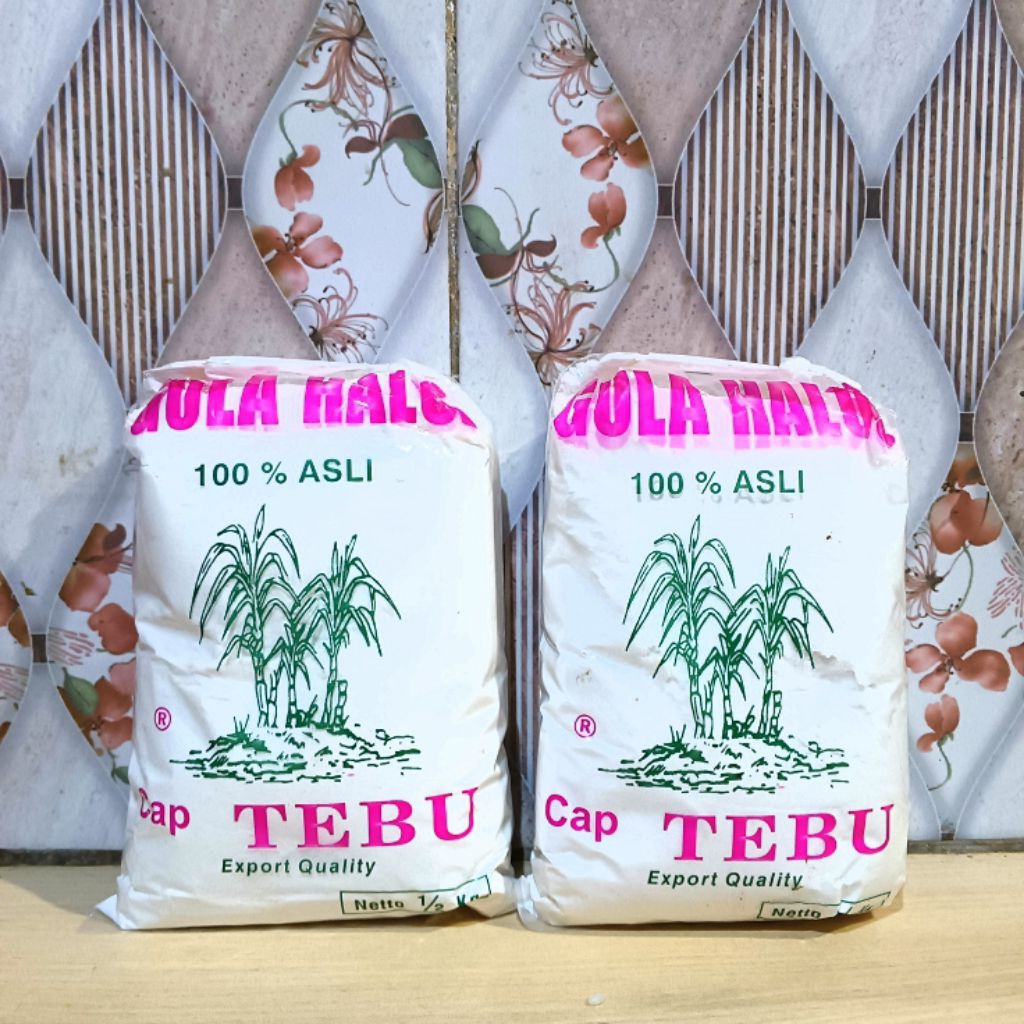 GULA HALUS
100 % ASLI
®
Cap TEBU
Export Quality
Netto 1/2 Kg
GULA HALUS
100 % ASLI
®
Cap TEBU
Export Quality
Netto